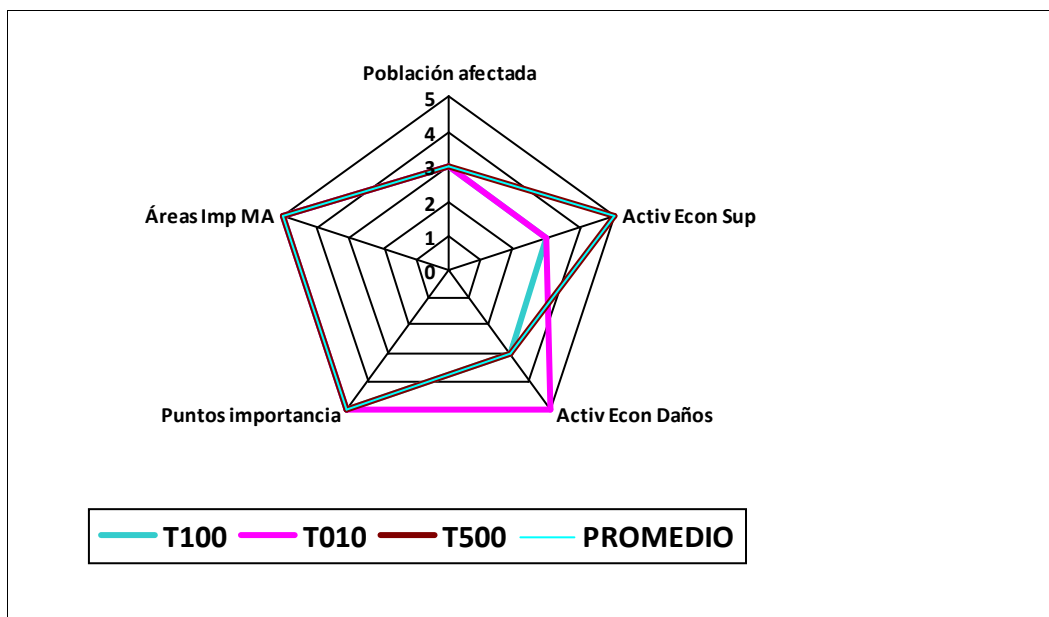 Población afectada
5
4
3
2
1
0
Áreas Imp MA
Activ Econ Sup
Puntos importancia
Activ Econ Daños
T100 T010 T500 PROMEDIO